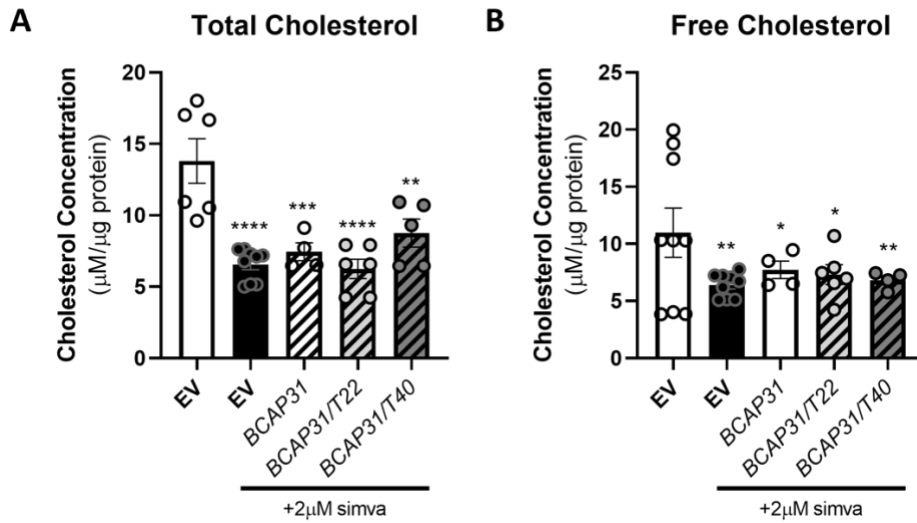 A
Total Cholesterol
Cholesterol Concentration
(μM/μg protein)
20
15
10
5
0
****
***
****
**
EV
EV
BCAP31
BCAP31/T22
BCAP31/T40
+2μM simva
B
Free Cholesterol
Cholesterol Concentration
(μM/μg protein)
25
20
15
10
5
0
**
*
*
**
EV
EV
BCAP31
BCAP31/T22
BCAP31/T40
+2μM simva